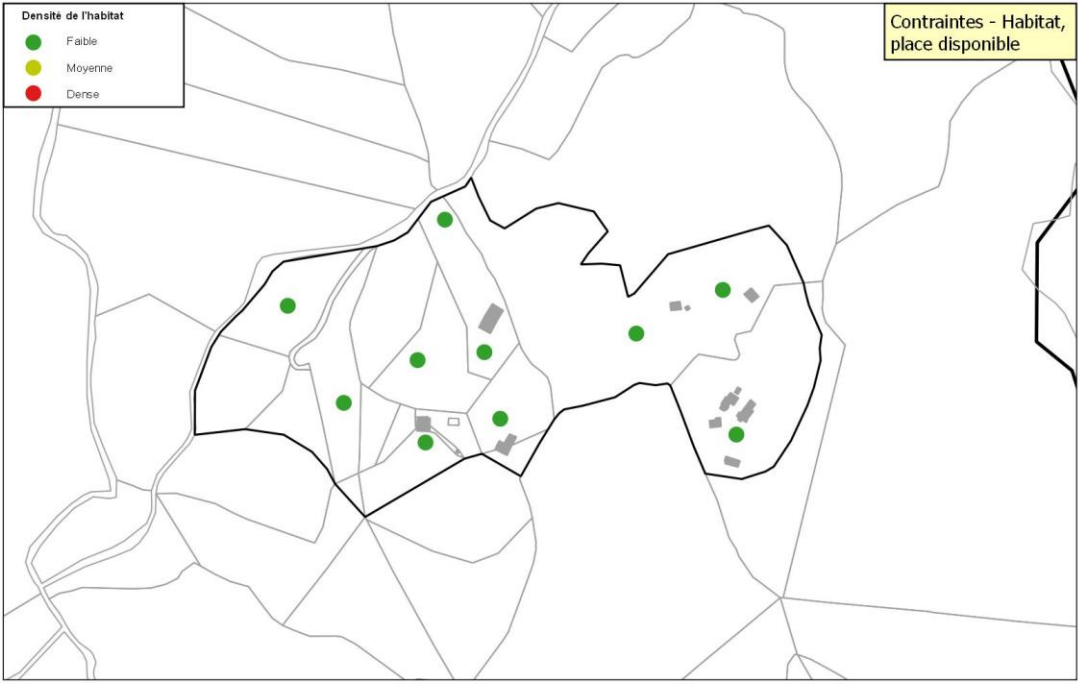 Densité de l'habitat
Faible
Moyenne
Dense
Contraintes - Habitat,
place disponible